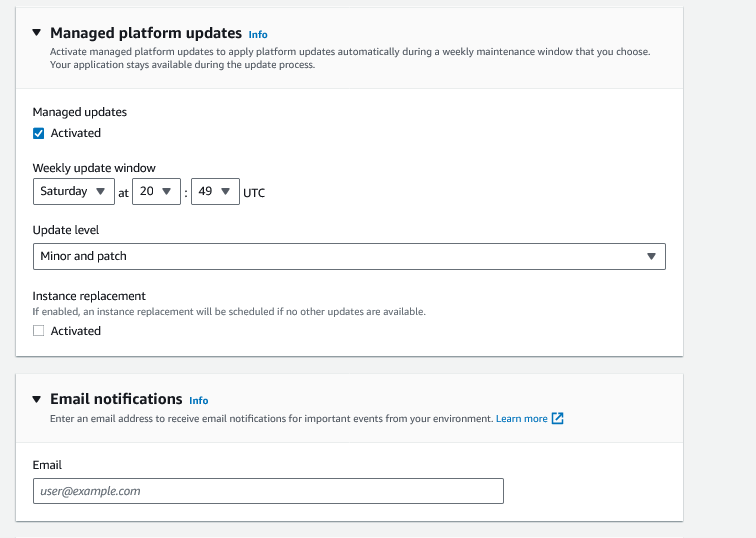 Managed platform updates Info
Activate managed platform updates to apply platform updates automatically during a weekly maintenance window that you choose.
Your application stays available during the update process.
Managed updates
Activated
Weekly update window
Saturday at 20 : 49 UTC
Update level
Minor and patch
Instance replacement
If enabled, an instance replacement will be scheduled if no other updates are available.
Activated
Email notifications Info
Enter an email address to receive email notifications for important events from your environment. Learn more
Email
user@example.com